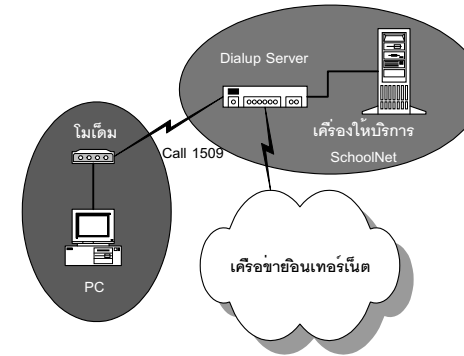 Dialup Server
เครื่องให้บริการ
SchoolNet
โมเด็ม
Call 1509
PC
เครือข่ายอินเทอร์เน็ต